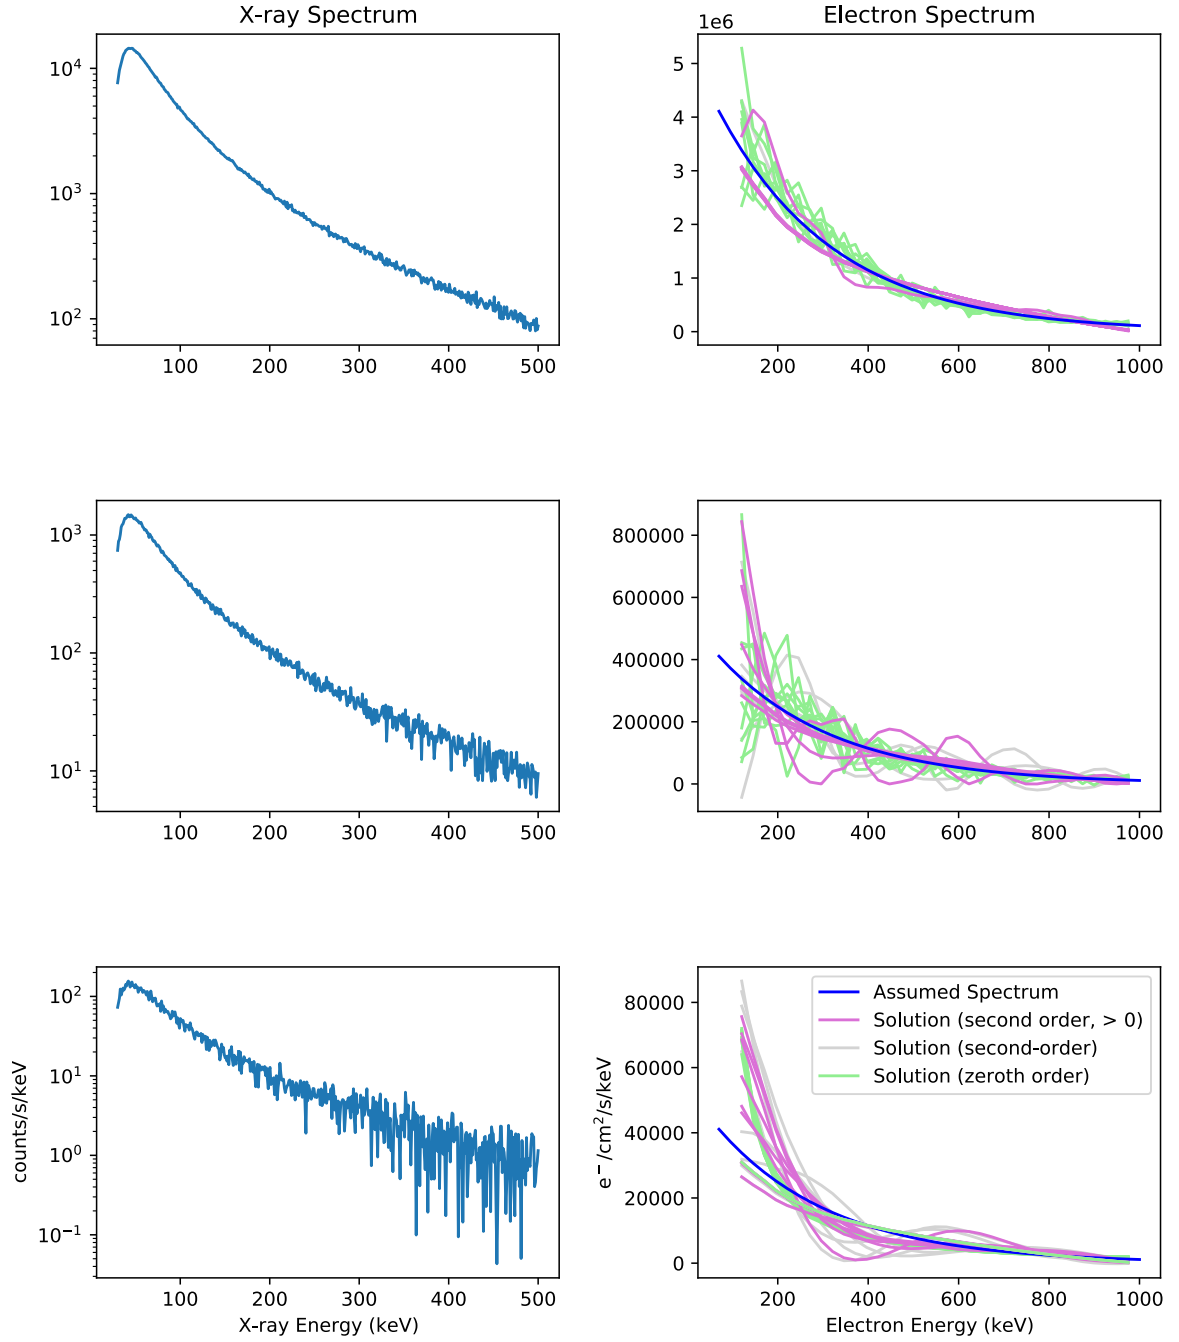 X-ray Spectrum
Electron Spectrum
1e6
10^4
10^3
10^2
100 200 300 400 500
5
4
3
2
1
0
200 400 600 800 1000
10^3
10^2
10^1
100 200 300 400 500
800000
600000
400000
200000
0
200 400 600 800 1000
counts/s/keV
10^2
10^1
10^0
10^−1
100 200 300 400 500
X-ray Energy (keV)
e^−/cm^2/s/keV
80000
60000
40000
20000
0
Assumed Spectrum
Solution (second order, > 0)
Solution (second-order)
Solution (zeroth order)
200 400 600 800 1000
Electron Energy (keV)